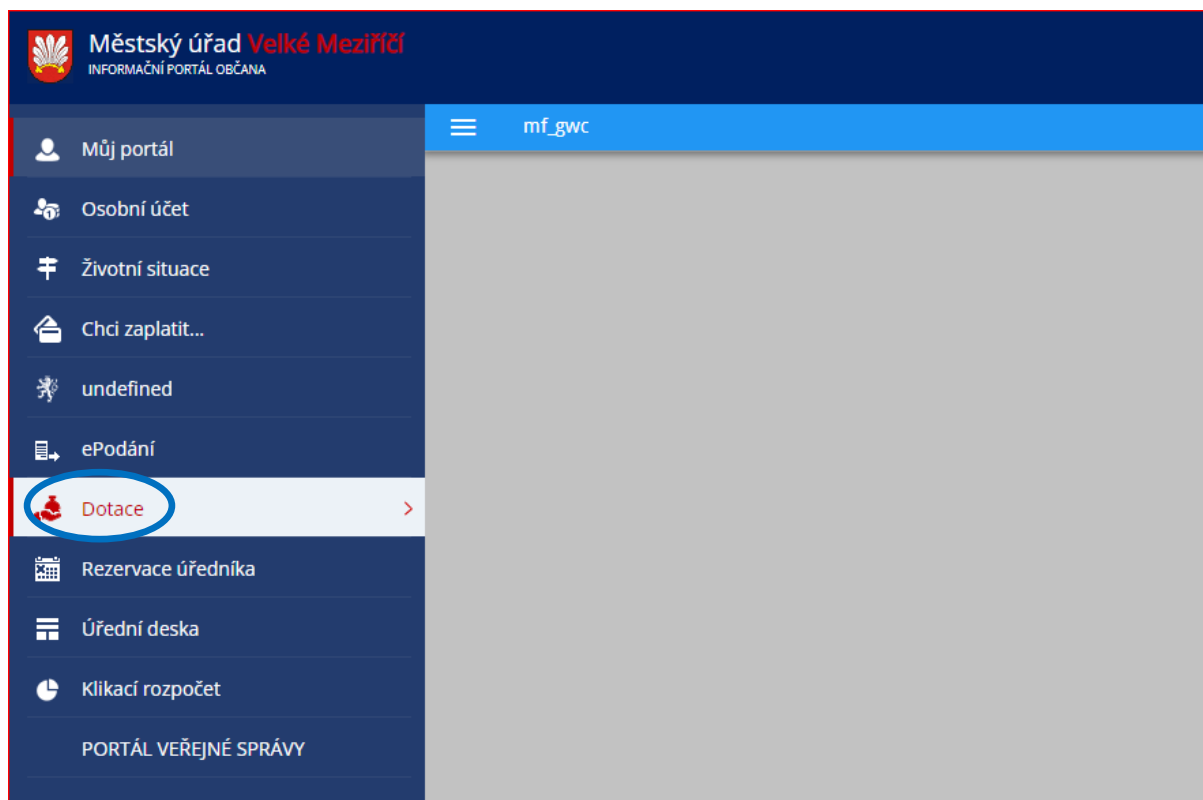 Městský úřad Velké Meziříčí
INFORMAČNÍ PORTÁL OBČANA
mf_gwc
Můj portál
Osobní účet
Životní situace
Chci zaplatit...
undefined
ePodání
Dotace
Rezervace úředníka
Úřední deska
Klikací rozpočet
PORTÁL VEŘEJNÉ SPRÁVY